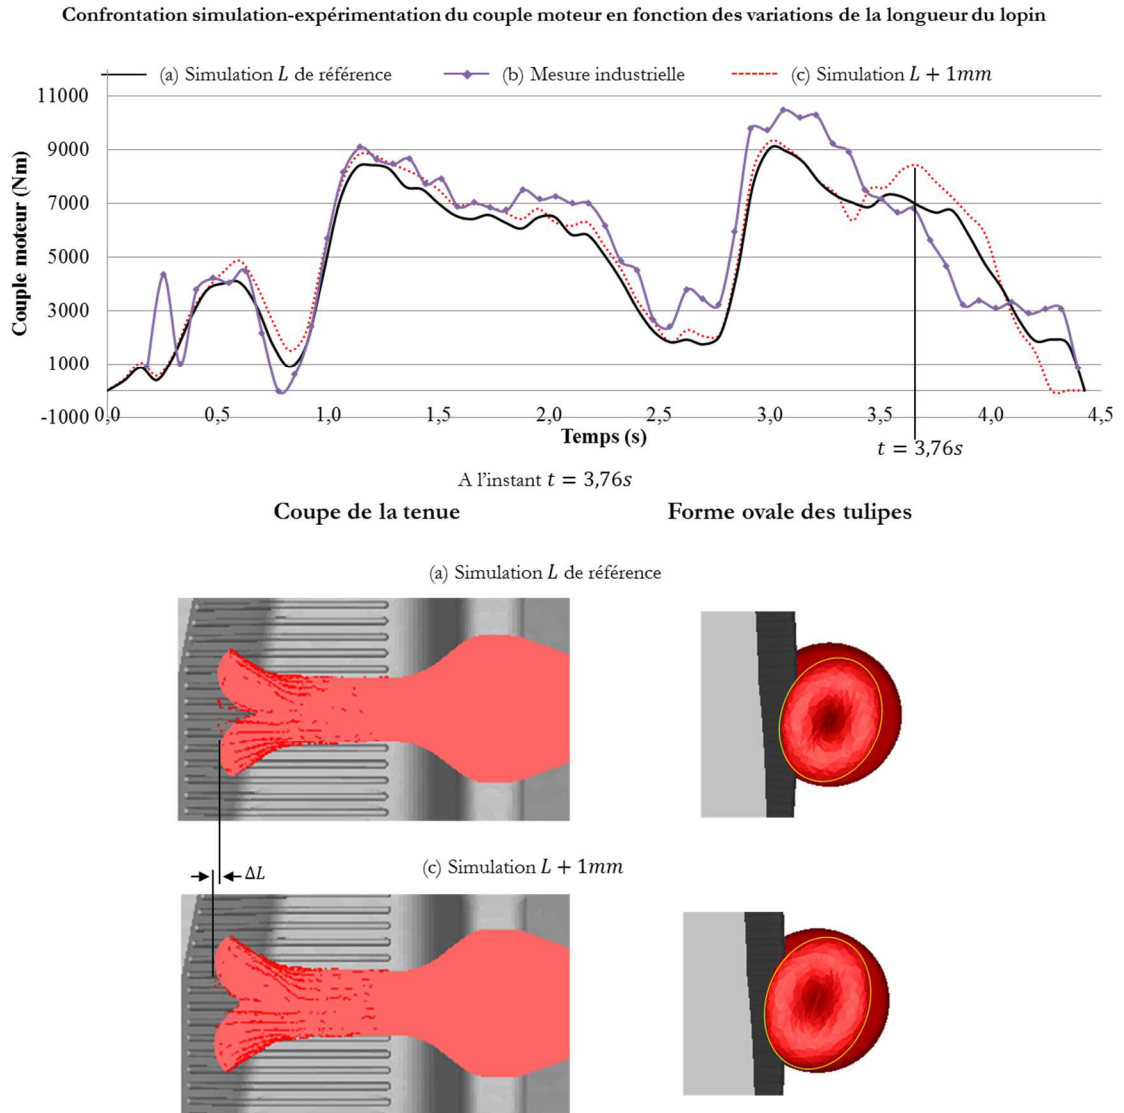 Confrontation simulation-expérimentation du couple moteur en fonction des variations de la longueur du lopin
(a) Simulation L de référence
(b) Mesure industrielle
(c) Simulation L + 1mm
Couple moteur (Nm)
11000
9000
7000
5000
3000
1000
-1000
0,0
0,5
1,0
1,5
2,0
2,5
3,0
3,5
4,0
4,5
Temps (s)
t = 3,76s
A l’instant t = 3,76s
Coupe de la tenue
Forme ovale des tulipes
(a) Simulation L de référence
(c) Simulation L + 1mm
ΔL